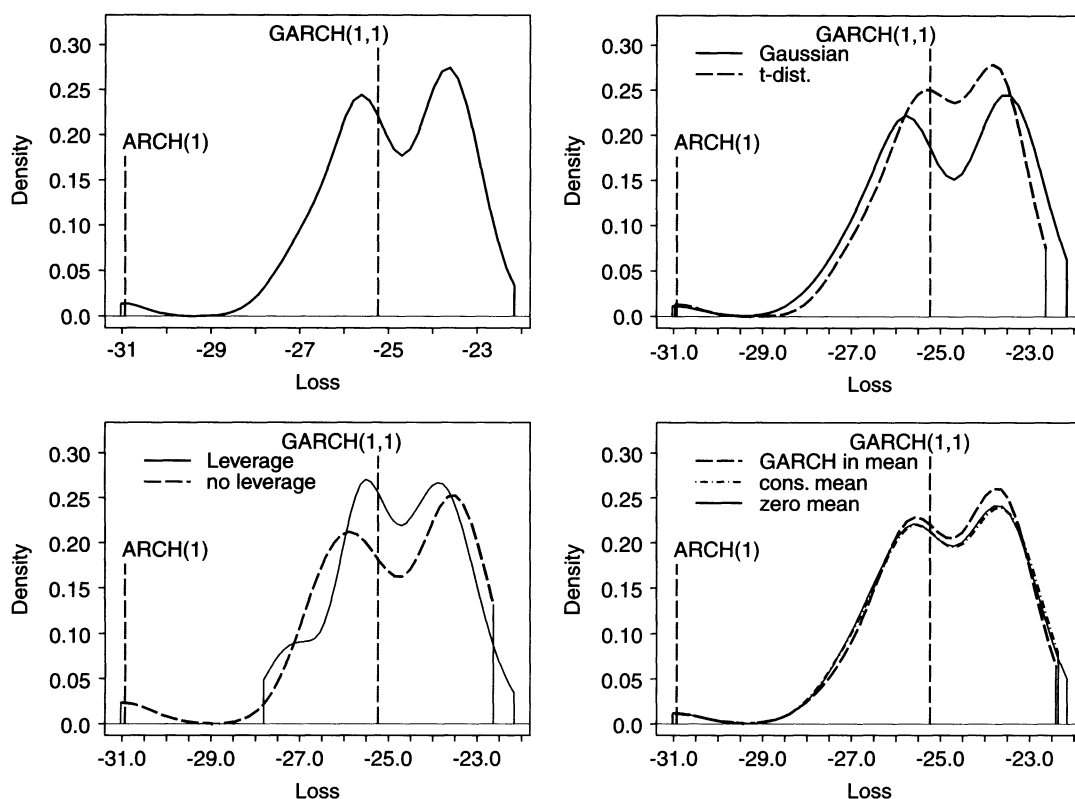 GARCH(1,1)
0.30
0.25
0.20
0.15
0.10
0.05
0.0
Density
ARCH(1)
-31 -29 -27 -25 -23
Loss
GARCH(1,1)
Gaussian
t-dist.
0.30
0.25
0.20
0.15
0.10
0.05
0.0
Density
ARCH(1)
-31.0 -29.0 -27.0 -25.0 -23.0
Loss
GARCH(1,1)
Leverage
no leverage
0.30
0.25
0.20
0.15
0.10
0.05
0.0
Density
ARCH(1)
-31.0 -29.0 -27.0 -25.0 -23.0
Loss
GARCH(1,1)
GARCH in mean
cons. mean
zero mean
0.30
0.25
0.20
0.15
0.10
0.05
0.0
Density
ARCH(1)
-31.0 -29.0 -27.0 -25.0 -23.0
Loss